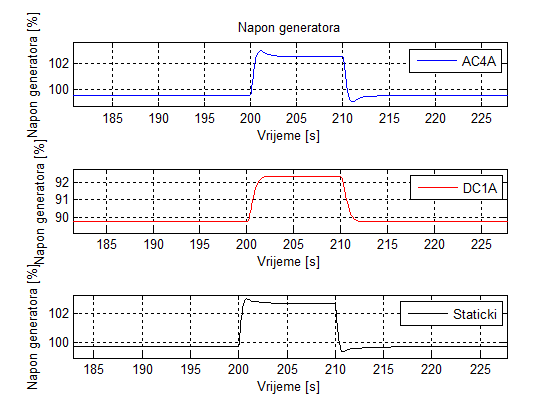 Napon generatora
Napon generatora [%]
102
100
AC4A
185 190 195 200 205 210 215 220 225
Vrijeme [s]
Napon generatora [%]
92
91
90
DC1A
185 190 195 200 205 210 215 220 225
Vrijeme [s]
Napon generatora [%]
102
100
Staticki
185 190 195 200 205 210 215 220 225
Vrijeme [s]